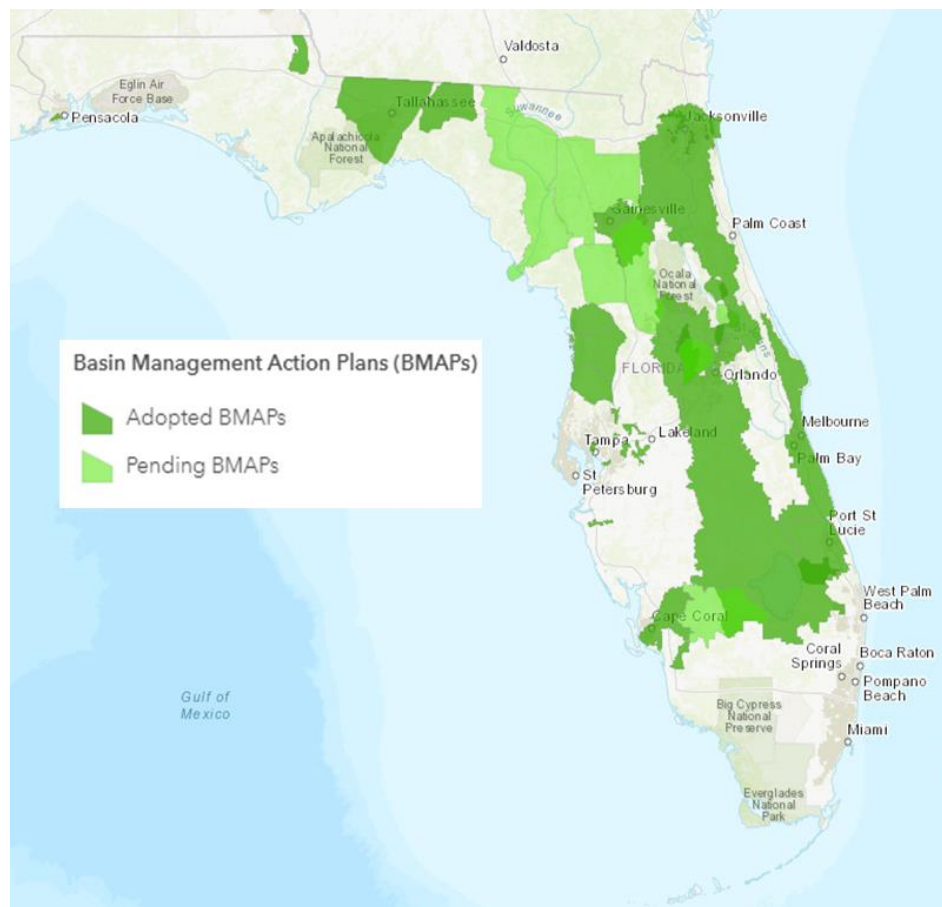 Valdosta
Eglin Air
Force Base
Pensacola
Tallahassee
Suwannee
Jacksonville
Apalachicola
National
Forest
Gainesville
Palm Coast
Ocala
National
Forest
Basin Management Action Plans (BMAPs)
Adopted BMAPs
Pending BMAPs
FLORIDA
Orlando
Melbourne
Palm Bay
Tampa
Lakeland
St
Petersburg
Port St
Lucie
Cape Coral
West Palm
Beach
Coral
Springs
Boca Raton
Pompano
Beach
Gulf of
Mexico
Big Cypress
National
Preserve
Miami
Everglades
National
Park